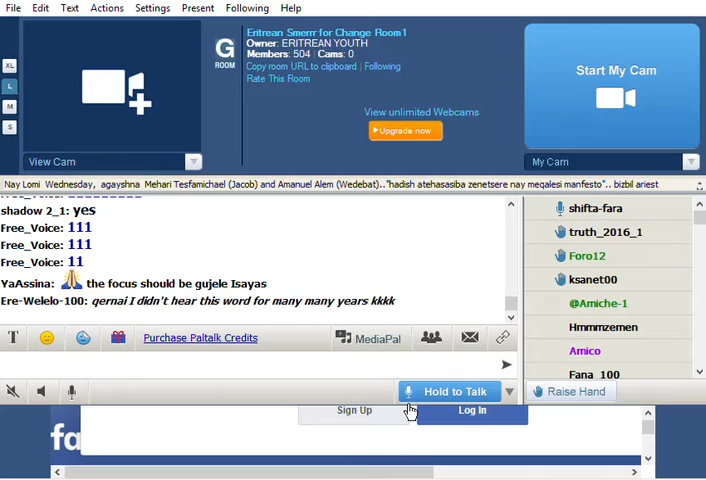 File Edit Text Actions Settings Present Following Help
XL
L
M
S
View Cam
G
ROOM
Eritrean Smerrr for Change Room1
Owner: ERITREAN YOUTH
Members: 504 Cams: 0
Copy room URL to clipboard | Following
Rate This Room
View unlimited Webcams
Upgrade now
Start My Cam
My Cam
Nay Lomi Wednesday, agayshna Mehari Tesfamichael (Jacob) and Amanuel Alem (Wedebat).."hadish atehasasiba zenetsere nay meqalesi manfesto".. bizbil ariest
shadow 2_1: yes
Free_Voice: 111
Free_Voice: 111
Free_Voice: 11
YaAssina: the focus should be gujele Isayas
Ere-Welelo-100: qernai I didn't hear this word for many many years kkkk
T Purchase Paltalk Credits MediaPal
Hold to Talk
shifta-fara
truth_2016_1
Foro12
ksanet00
@Amiche-1
Hmmmzemen
Amico
Fana_100
Raise Hand
Sign Up Log In
fa